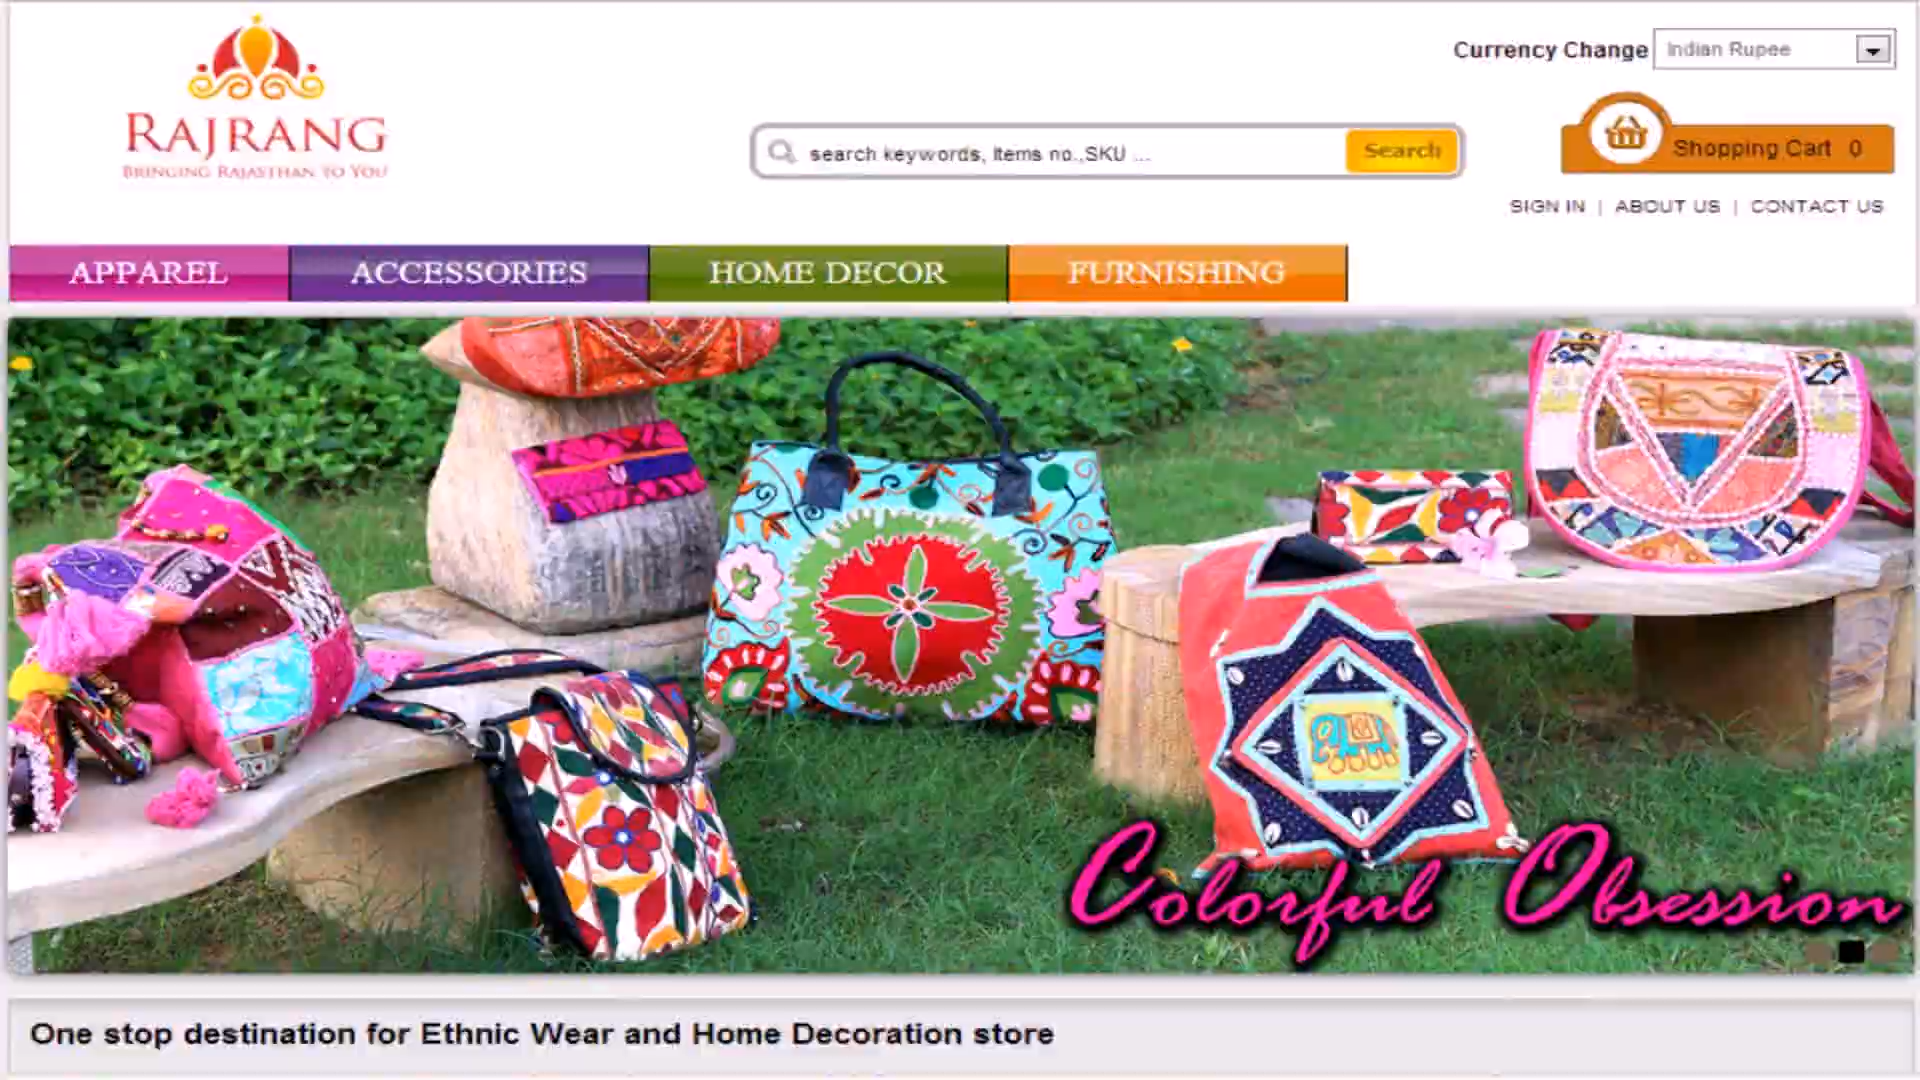 Currency Change Indian Rupee
RAJRANG
BRINGING RAJASTHAN TO YOU
search keywords, Items no.,SKU ...
Search
Shopping Cart 0
SIGN IN | ABOUT US | CONTACT US
APPAREL ACCESSORIES HOME DECOR FURNISHING
Colorful Obsession
One stop destination for Ethnic Wear and Home Decoration store